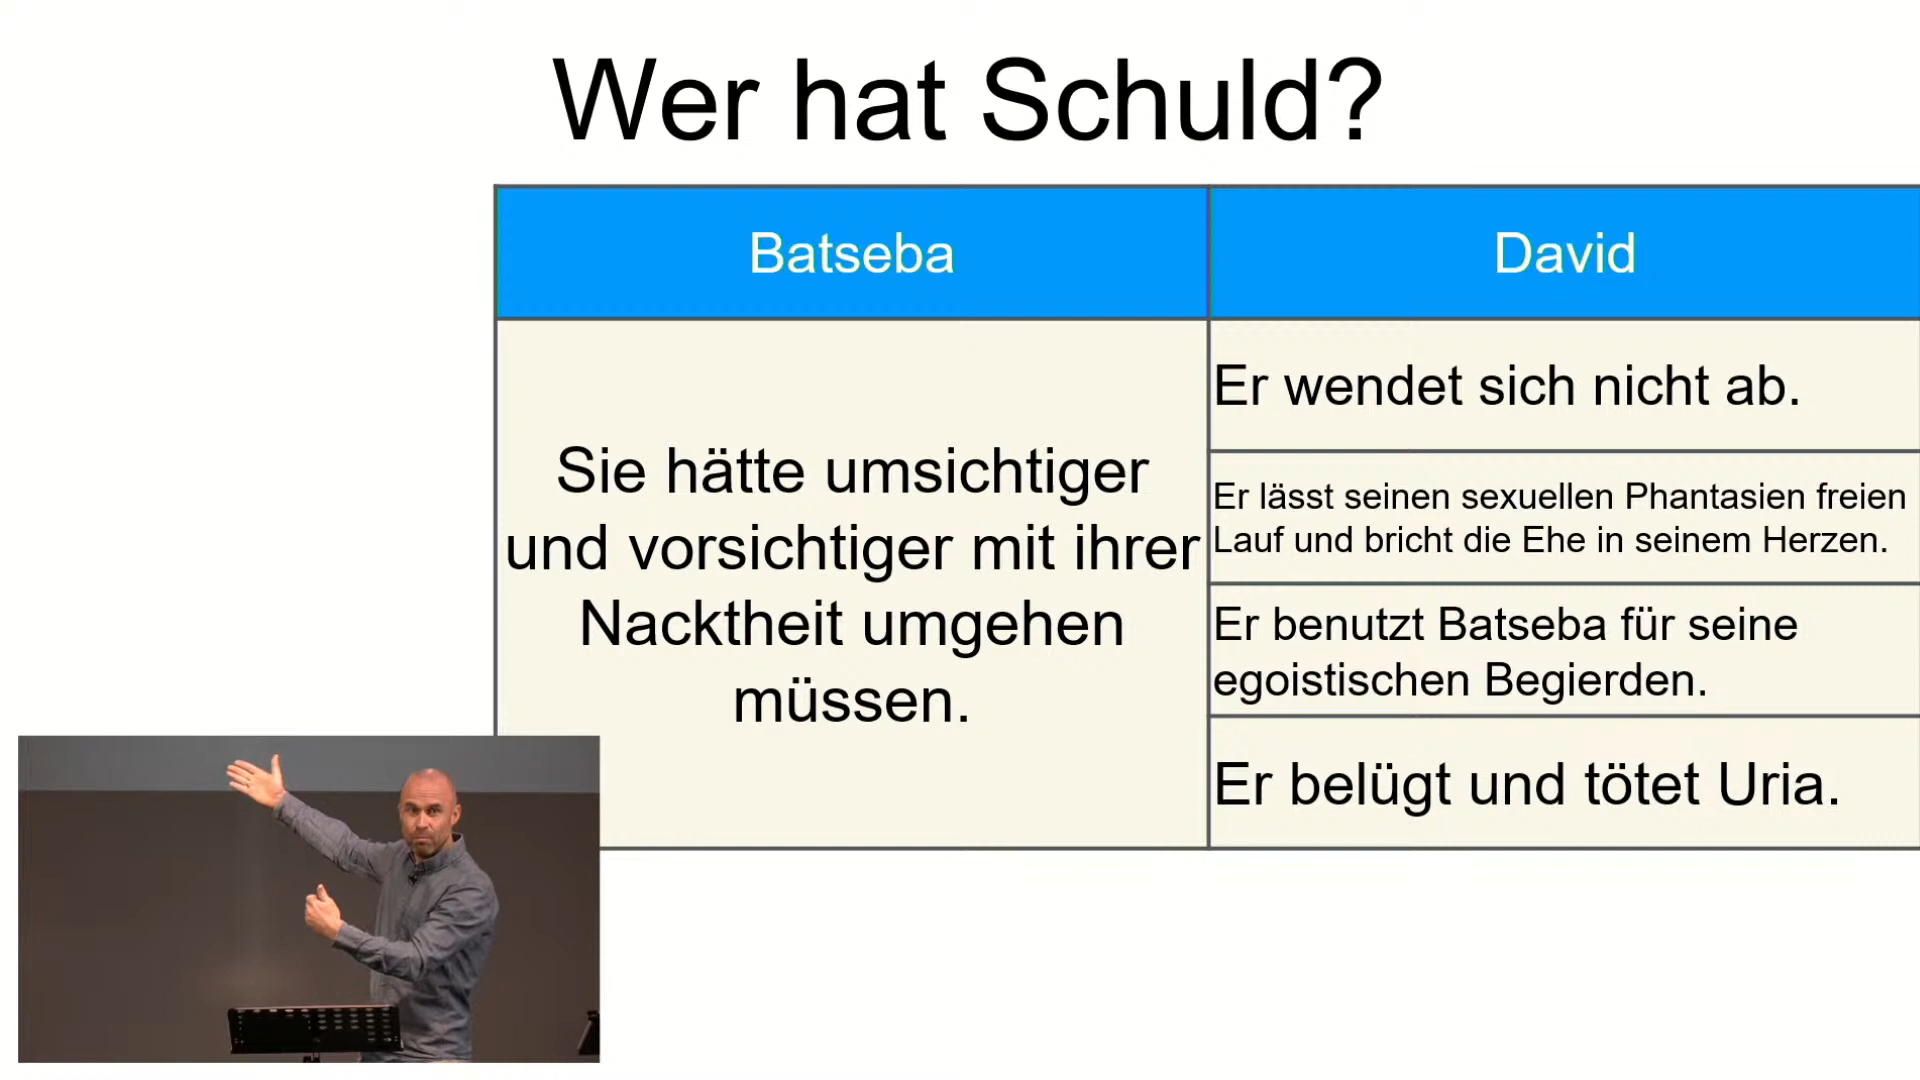 Wer hat Schuld?
Batseba
David
Sie hätte umsichtiger
und vorsichtiger mit ihrer
Nacktheit umgehen
müssen.
Er wendet sich nicht ab.
Er lässt seinen sexuellen Phantasien freien
Lauf und bricht die Ehe in seinem Herzen.
Er benutzt Batseba für seine
egoistischen Begierden.
Er belügt und tötet Uria.